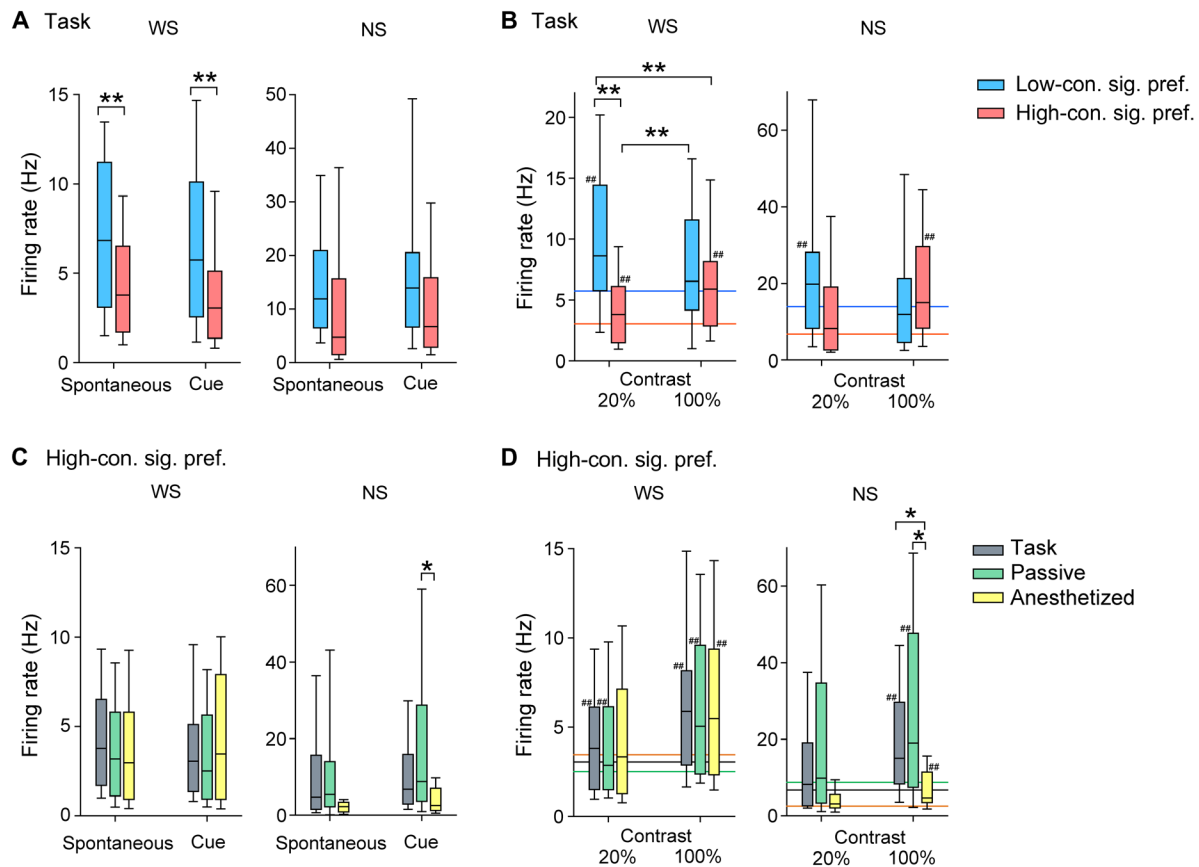 A Task
WS
NS
**
**
Firing rate (Hz)
15
10
5
0
Spontaneous
Cue
50
40
30
20
10
0
Spontaneous
Cue
B Task
WS
NS
**
**
**
Firing rate (Hz)
20
15
10
5
0
##
##
##
Contrast
20%
100%
60
40
20
0
##
##
Contrast
20%
100%
Low-con. sig. pref.
High-con. sig. pref.
C High-con. sig. pref.
WS
NS
Firing rate (Hz)
15
10
5
0
Spontaneous
Cue
*
60
40
20
0
Spontaneous
Cue
D High-con. sig. pref.
WS
NS
Firing rate (Hz)
15
10
5
0
##
##
##
##
##
Contrast
20%
100%
*
*
60
40
20
0
##
##
##
Contrast
20%
100%
Task
Passive
Anesthetized